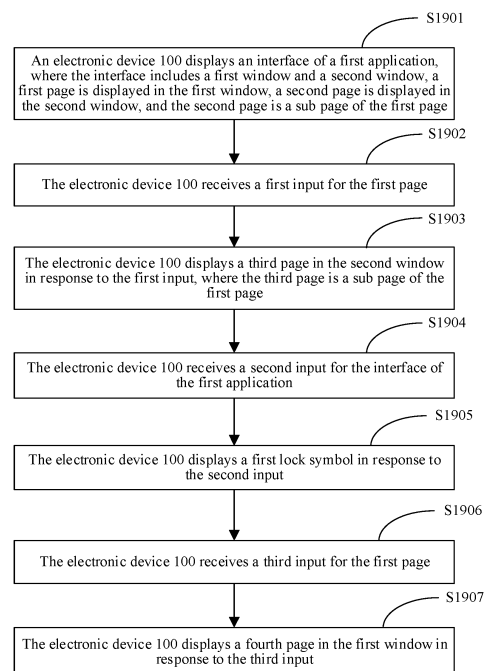 S1901
An electronic device 100 displays an interface of a first application,
where the interface includes a first window and a second window, a
first page is displayed in the first window, a second page is displayed in
the second window, and the second page is a sub page of the first page
S1902
The electronic device 100 receives a first input for the first page
S1903
The electronic device 100 displays a third page in the second window
in response to the first input, where the third page is a sub page of the
first page
S1904
The electronic device 100 receives a second input for the interface of
the first application
S1905
The electronic device 100 displays a first lock symbol in response to
the second input
S1906
The electronic device 100 receives a third input for the first page
S1907
The electronic device 100 displays a fourth page in the first window in
response to the third input